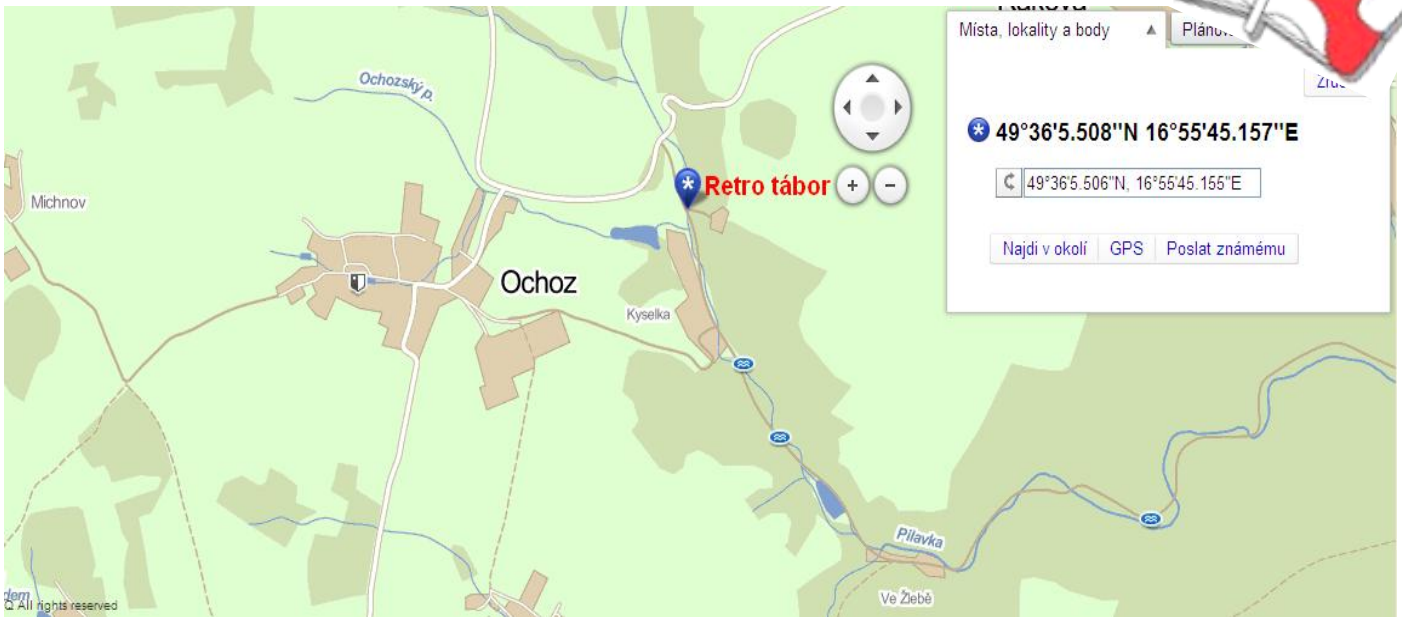 Místa, lokality a body
49°36'5.508"N 16°55'45.157"E
49°36'5.506"N, 16°55'45.155"E
Najdi v okolí GPS Poslat známému
Ochozský p.
Retro tábor
+ -
Michnov
Ochoz
Kyselka
Pilavka
Ve Žlebě
All rights reserved